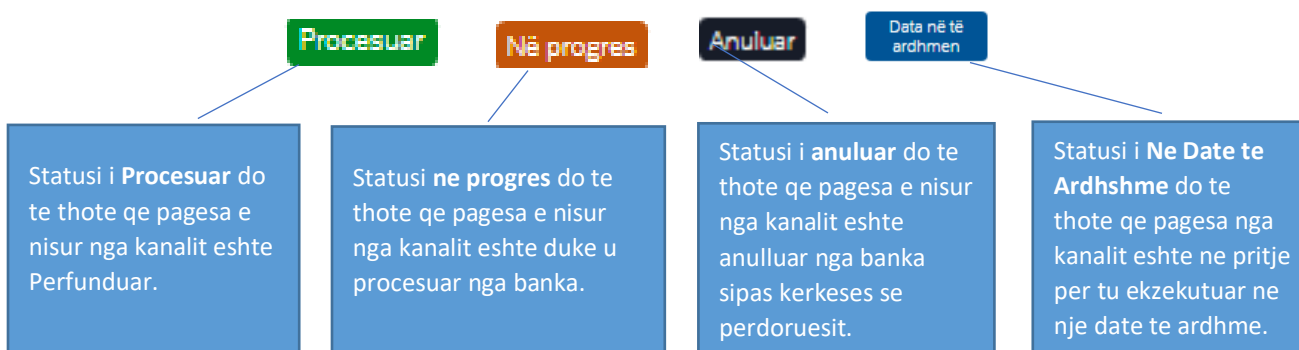 Procesuar
Në progres
Anuluar
Data në të
ardhmen
Statusi i Procesuar do
te thote qe pagesa e
nisur nga kanalit eshte
Perfunduar.
Statusi ne progres do te
thote qe pagesa e nisur
nga kanalit eshte duke u
procesuar nga banka.
Statusi i anuluar do te
thote qe pagesa e nisur
nga kanalit eshte
anulluar nga banka
sipas kerkeses se
perdoruesit.
Statusi i Ne Date te
Ardhshme do te
thote qe pagesa nga
kanalit eshte ne pritje
per tu ekzekutuar ne
nje date te ardhme.